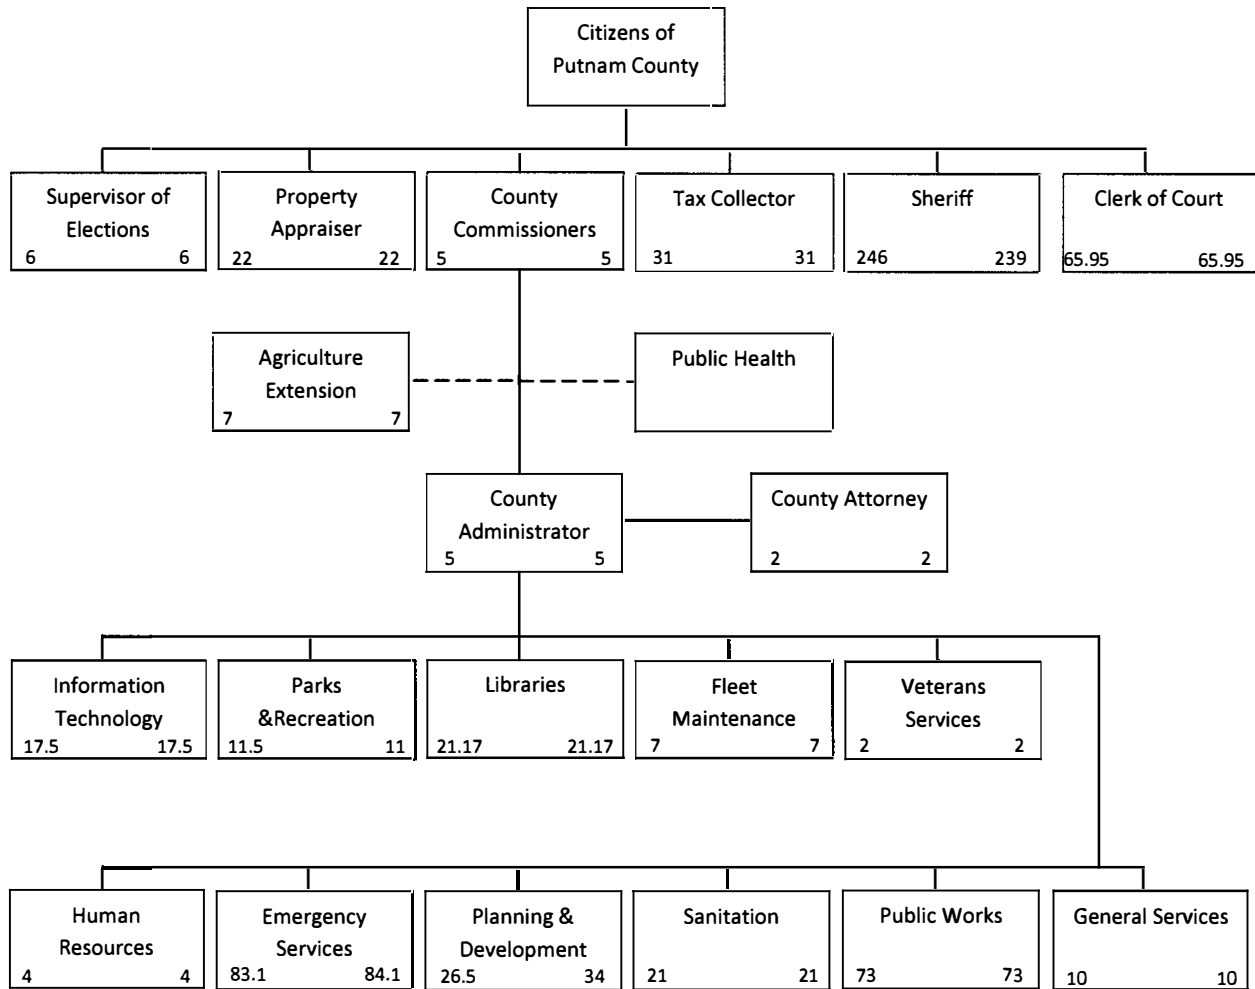 Citizens of
Putnam County
Supervisor of
Elections
6 6
Property
Appraiser
22 22
County
Commissioners
5 5
Tax Collector
31 31
Sheriff
246 239
Clerk of Court
65.95 65.95
Agriculture
Extension
7 7
Public Health
County
Administrator
5 5
County Attorney
2 2
Information
Technology
17.5 17.5
Parks
&Recreation
11.5 11
Libraries
21.17 21.17
Fleet
Maintenance
7 7
Veterans
Services
2 2
Human
Resources
4 4
Emergency
Services
83.1 84.1
Planning &
Development
26.5 34
Sanitation
21 21
Public Works
73 73
General Services
10 10